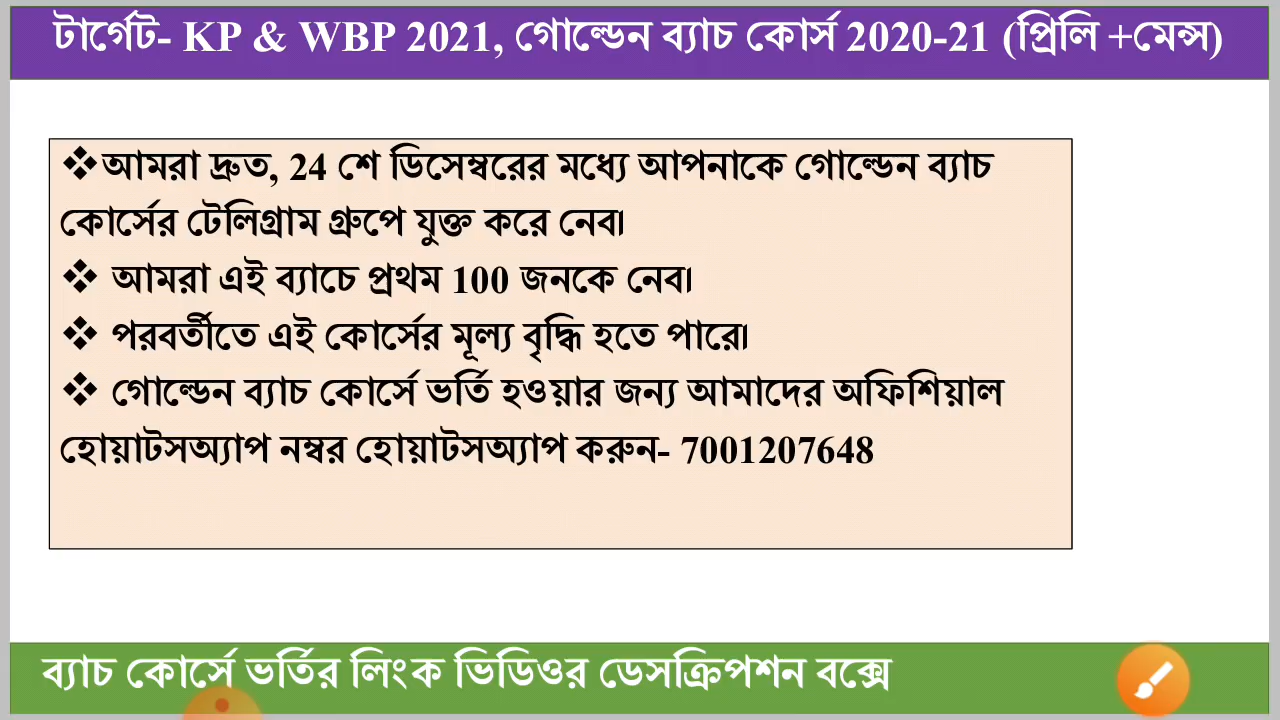 টার্গেট- KP & WBP 2021, গোল্ডেন ব্যাচ কোর্স 2020-21 (প্রিলি +মেন্স)
❖আমরা দ্রুত, 24 শে ডিসেম্বরের মধ্যে আপনাকে গোল্ডেন ব্যাচ
কোর্সের টেলিগ্রাম গ্রুপে যুক্ত করে নেব।
❖ আমরা এই ব্যাচে প্রথম 100 জনকে নেব।
❖ পরবর্তীতে এই কোর্সের মূল্য বৃদ্ধি হতে পারে।
❖ গোল্ডেন ব্যাচ কোর্সে ভর্তি হওয়ার জন্য আমাদের অফিশিয়াল
হোয়াটসঅ্যাপ নম্বর হোয়াটসঅ্যাপ করুন- 7001207648
ব্যাচ কোর্সে ভর্তির লিংক ভিডিওর ডেসক্রিপশন বক্সে